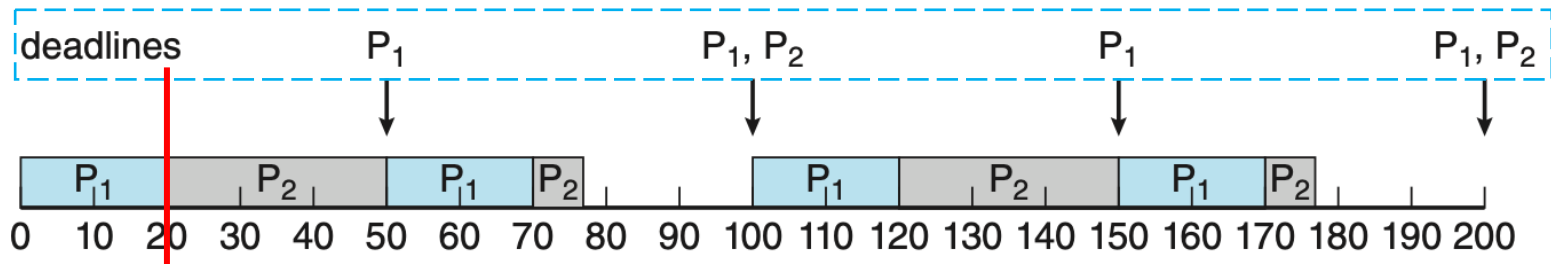 deadlines P₁ P₁, P₂ P₁ P₁, P₂
P₁ P₂ P₁ P₂ P₁ P₂ P₁ P₂
0 10 20 30 40 50 60 70 80 90 100 110 120 130 140 150 160 170 180 190 200